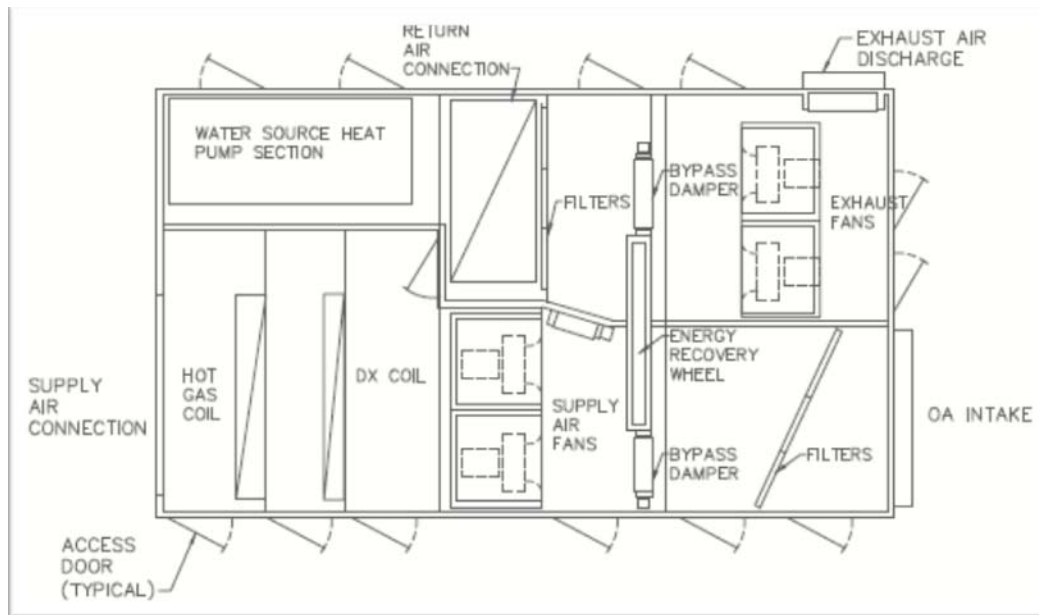 RETURN
AIR
CONNECTION
EXHAUST AIR
DISCHARGE
WATER SOURCE HEAT
PUMP SECTION
FILTERS
BYPASS
DAMPER
EXHAUST
FANS
SUPPLY
AIR
CONNECTION
HOT
GAS
COIL
DX COIL
SUPPLY
AIR
FANS
ENERGY
RECOVERY
WHEEL
BYPASS
DAMPER
FILTERS
OA INTAKE
ACCESS
DOOR
(TYPICAL)